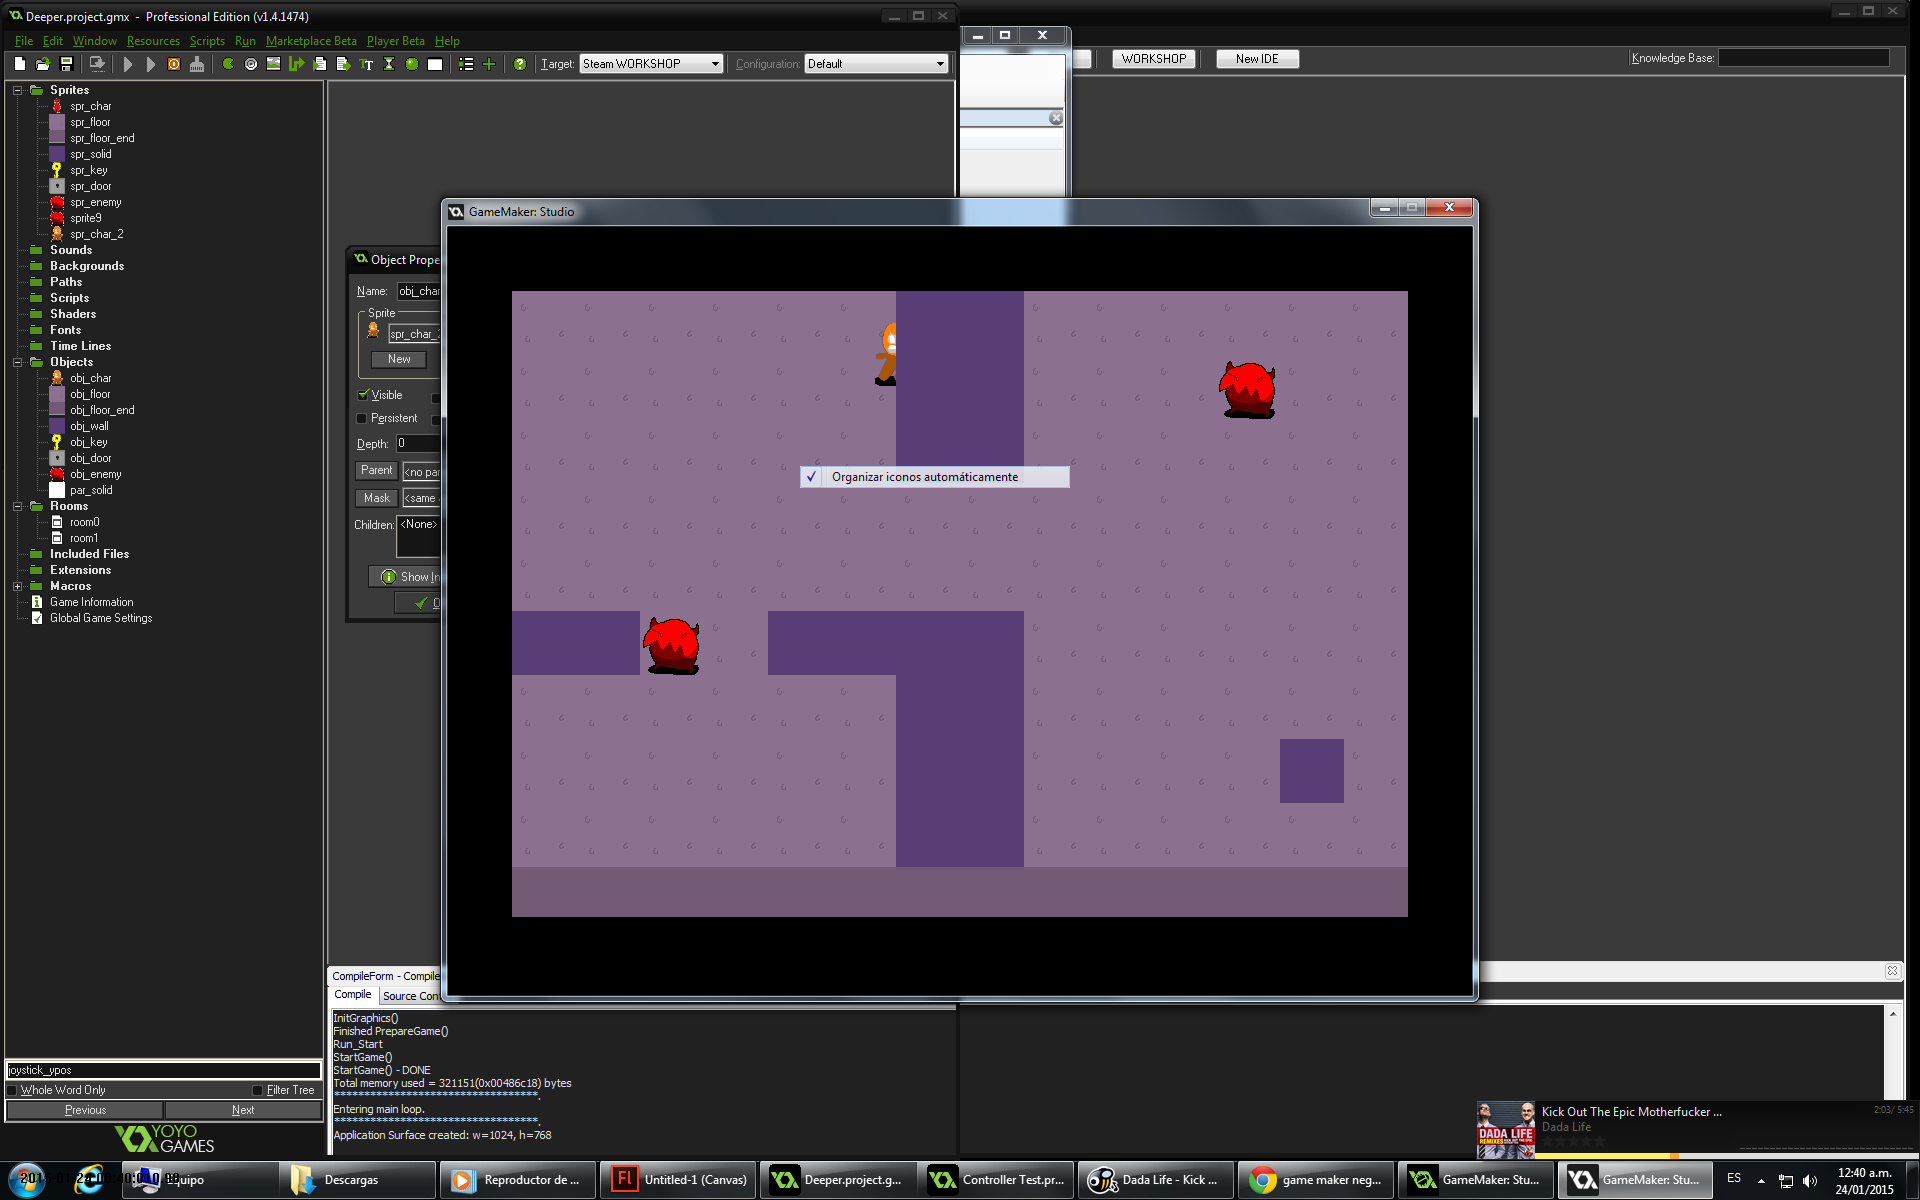 Deeper.project.gmx - Professional Edition (v1.4.1474)
File Edit Window Resources Scripts Run Marketplace Beta Player Beta Help
Target: Steam WORKSHOP Configuration: Default
WORKSHOP New IDE Knowledge Base:
Sprites
spr_char
spr_floor
spr_floor_end
spr_solid
spr_key
spr_door
spr_enemy
sprite9
spr_char_2
Sounds
Backgrounds
Paths
Scripts
Shaders
Fonts
Time Lines
Objects
obj_char
obj_floor
obj_floor_end
obj_wall
obj_key
obj_door
obj_enemy
par_solid
Rooms
room0
room1
Included Files
Extensions
Macros
Game Information
Global Game Settings
joystick_ypos
Whole Word Only Filter Tree
Previous Next
YOYO
GAMES
Object Prope
Name: obj_char
Sprite
spr_char_
New
Visible
Persistent
Depth: 0
Parent <no pa
Mask <same
Children: <None>
Show In
GameMaker: Studio
Organizar iconos automáticamente
CompileForm - Compile
Compile Source Con
InitGraphics()
Finished PrepareGame()
Run_Start
StartGame()
StartGame() - DONE
Total memory used = 321151(0x00486c18) bytes
************************************.
Entering main loop.
************************************.
Application Surface created: w=1024, h=768
Kick Out The Epic Motherfucker ...
2:03/ 5:45
Dada Life
DADA LIFE
REMIXES
Equipo
Descargas
Reproductor de ...
Untitled-1 (Canvas)
Deeper.project.g...
Controller Test.pr...
Dada Life - Kick ...
game maker neg...
GameMaker: Stu...
GameMaker: Stu...
ES
12:40 a.m.
24/01/2015